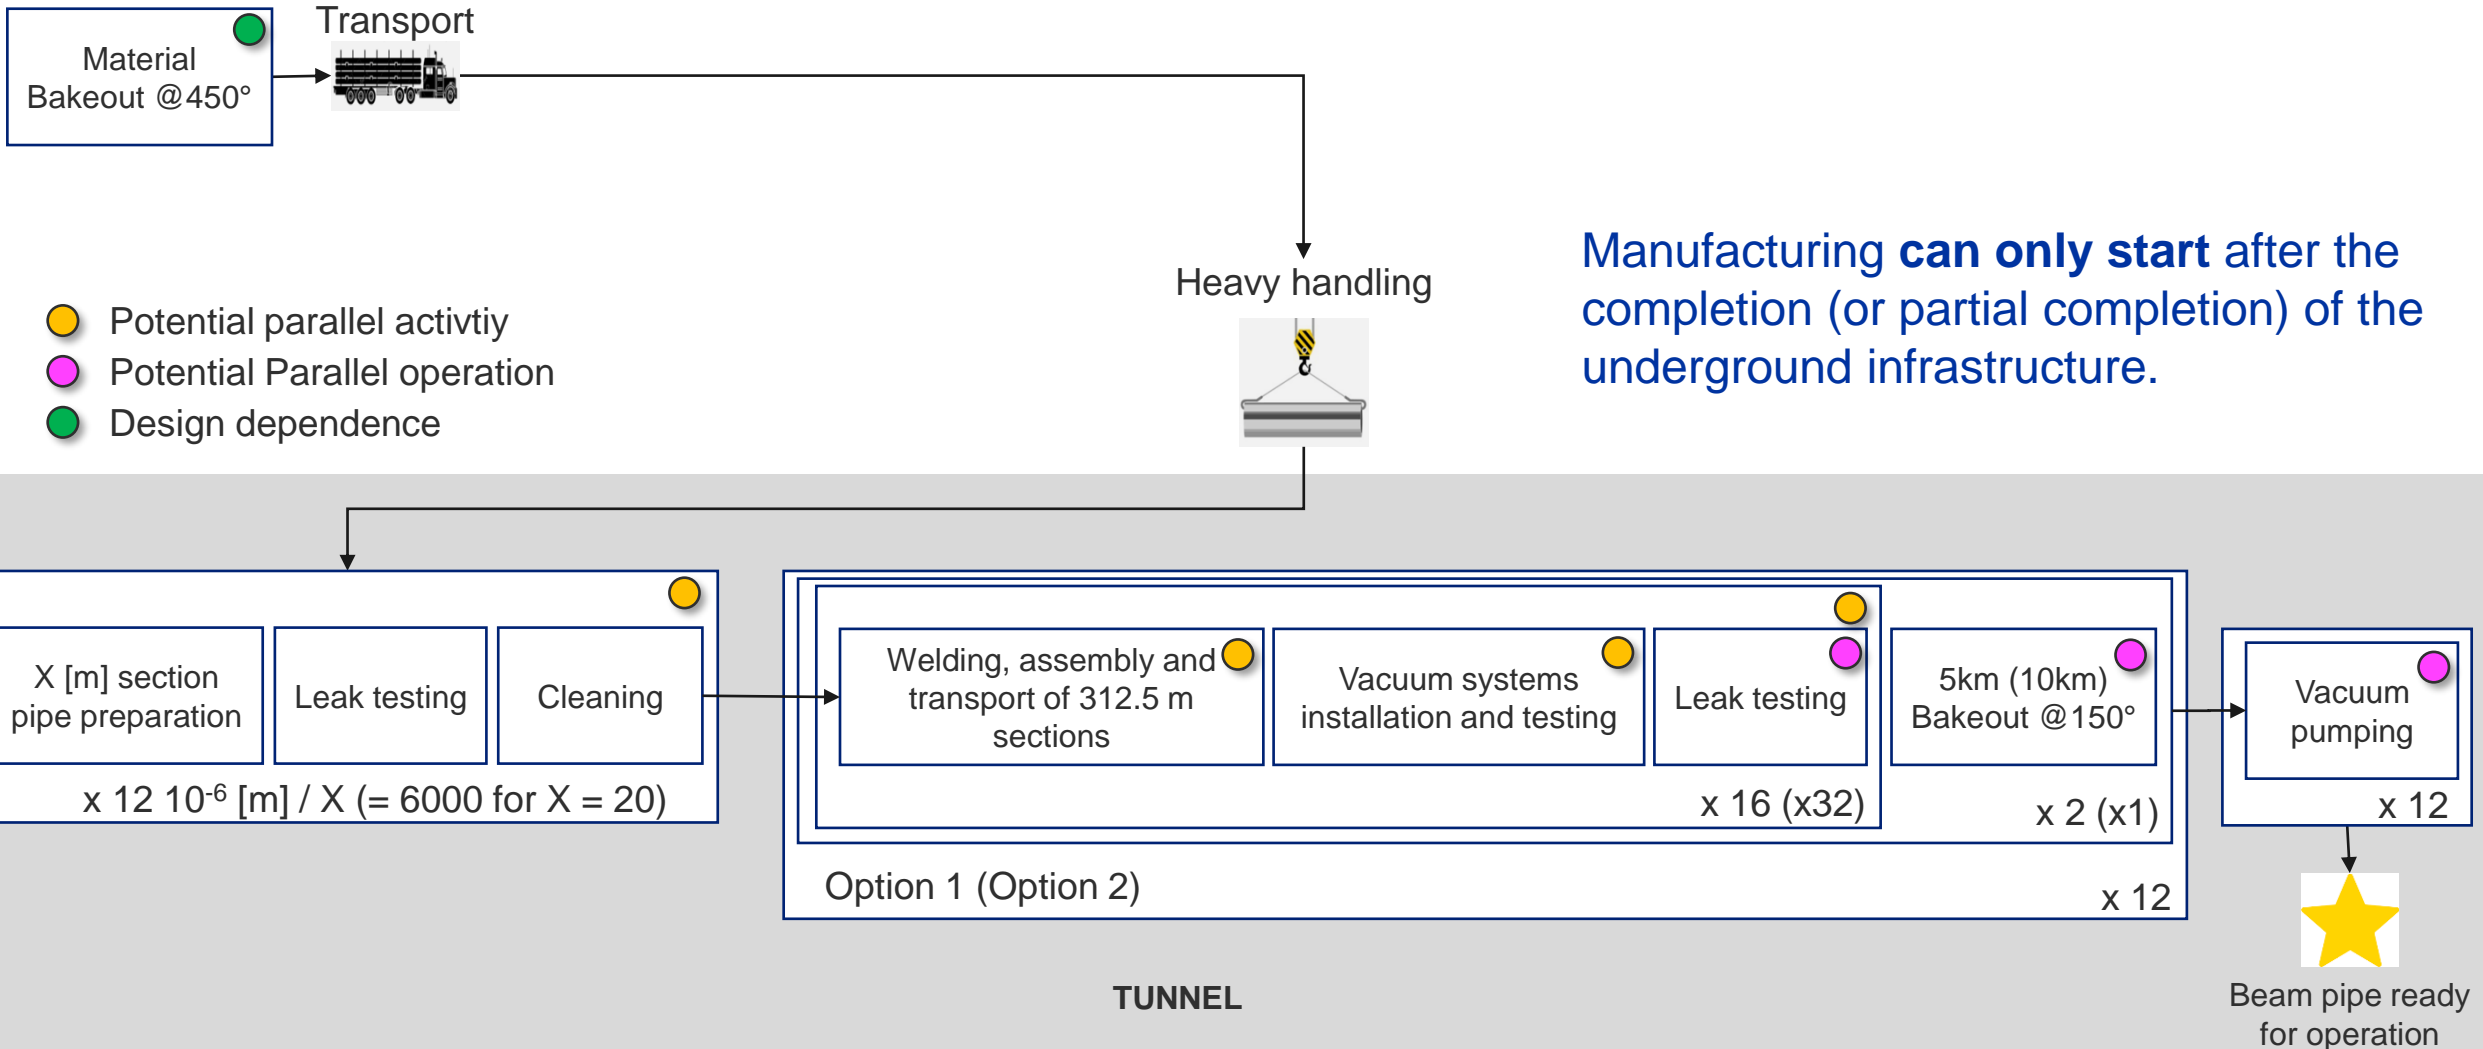 Transport
Material
Bakeout @450°
Heavy handling
Manufacturing can only start after the
completion (or partial completion) of the
underground infrastructure.
Potential parallel activtiy
Potential Parallel operation
Design dependence
X [m] section
pipe preparation
Leak testing
Cleaning
x 12 10⁻⁶ [m] / X (= 6000 for X = 20)
Welding, assembly and
transport of 312.5 m
sections
Vacuum systems
installation and testing
Leak testing
x 16 (x32)
5km (10km)
Bakeout @150°
x 2 (x1)
Option 1 (Option 2)
x 12
Vacuum
pumping
x 12
TUNNEL
Beam pipe ready
for operation